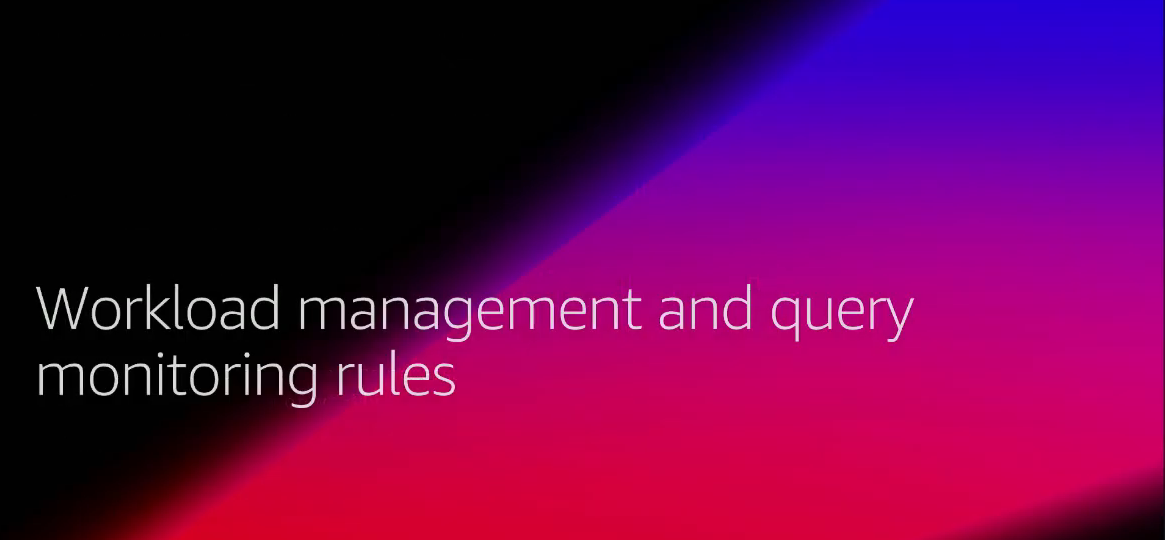 Workload management and query
monitoring rules